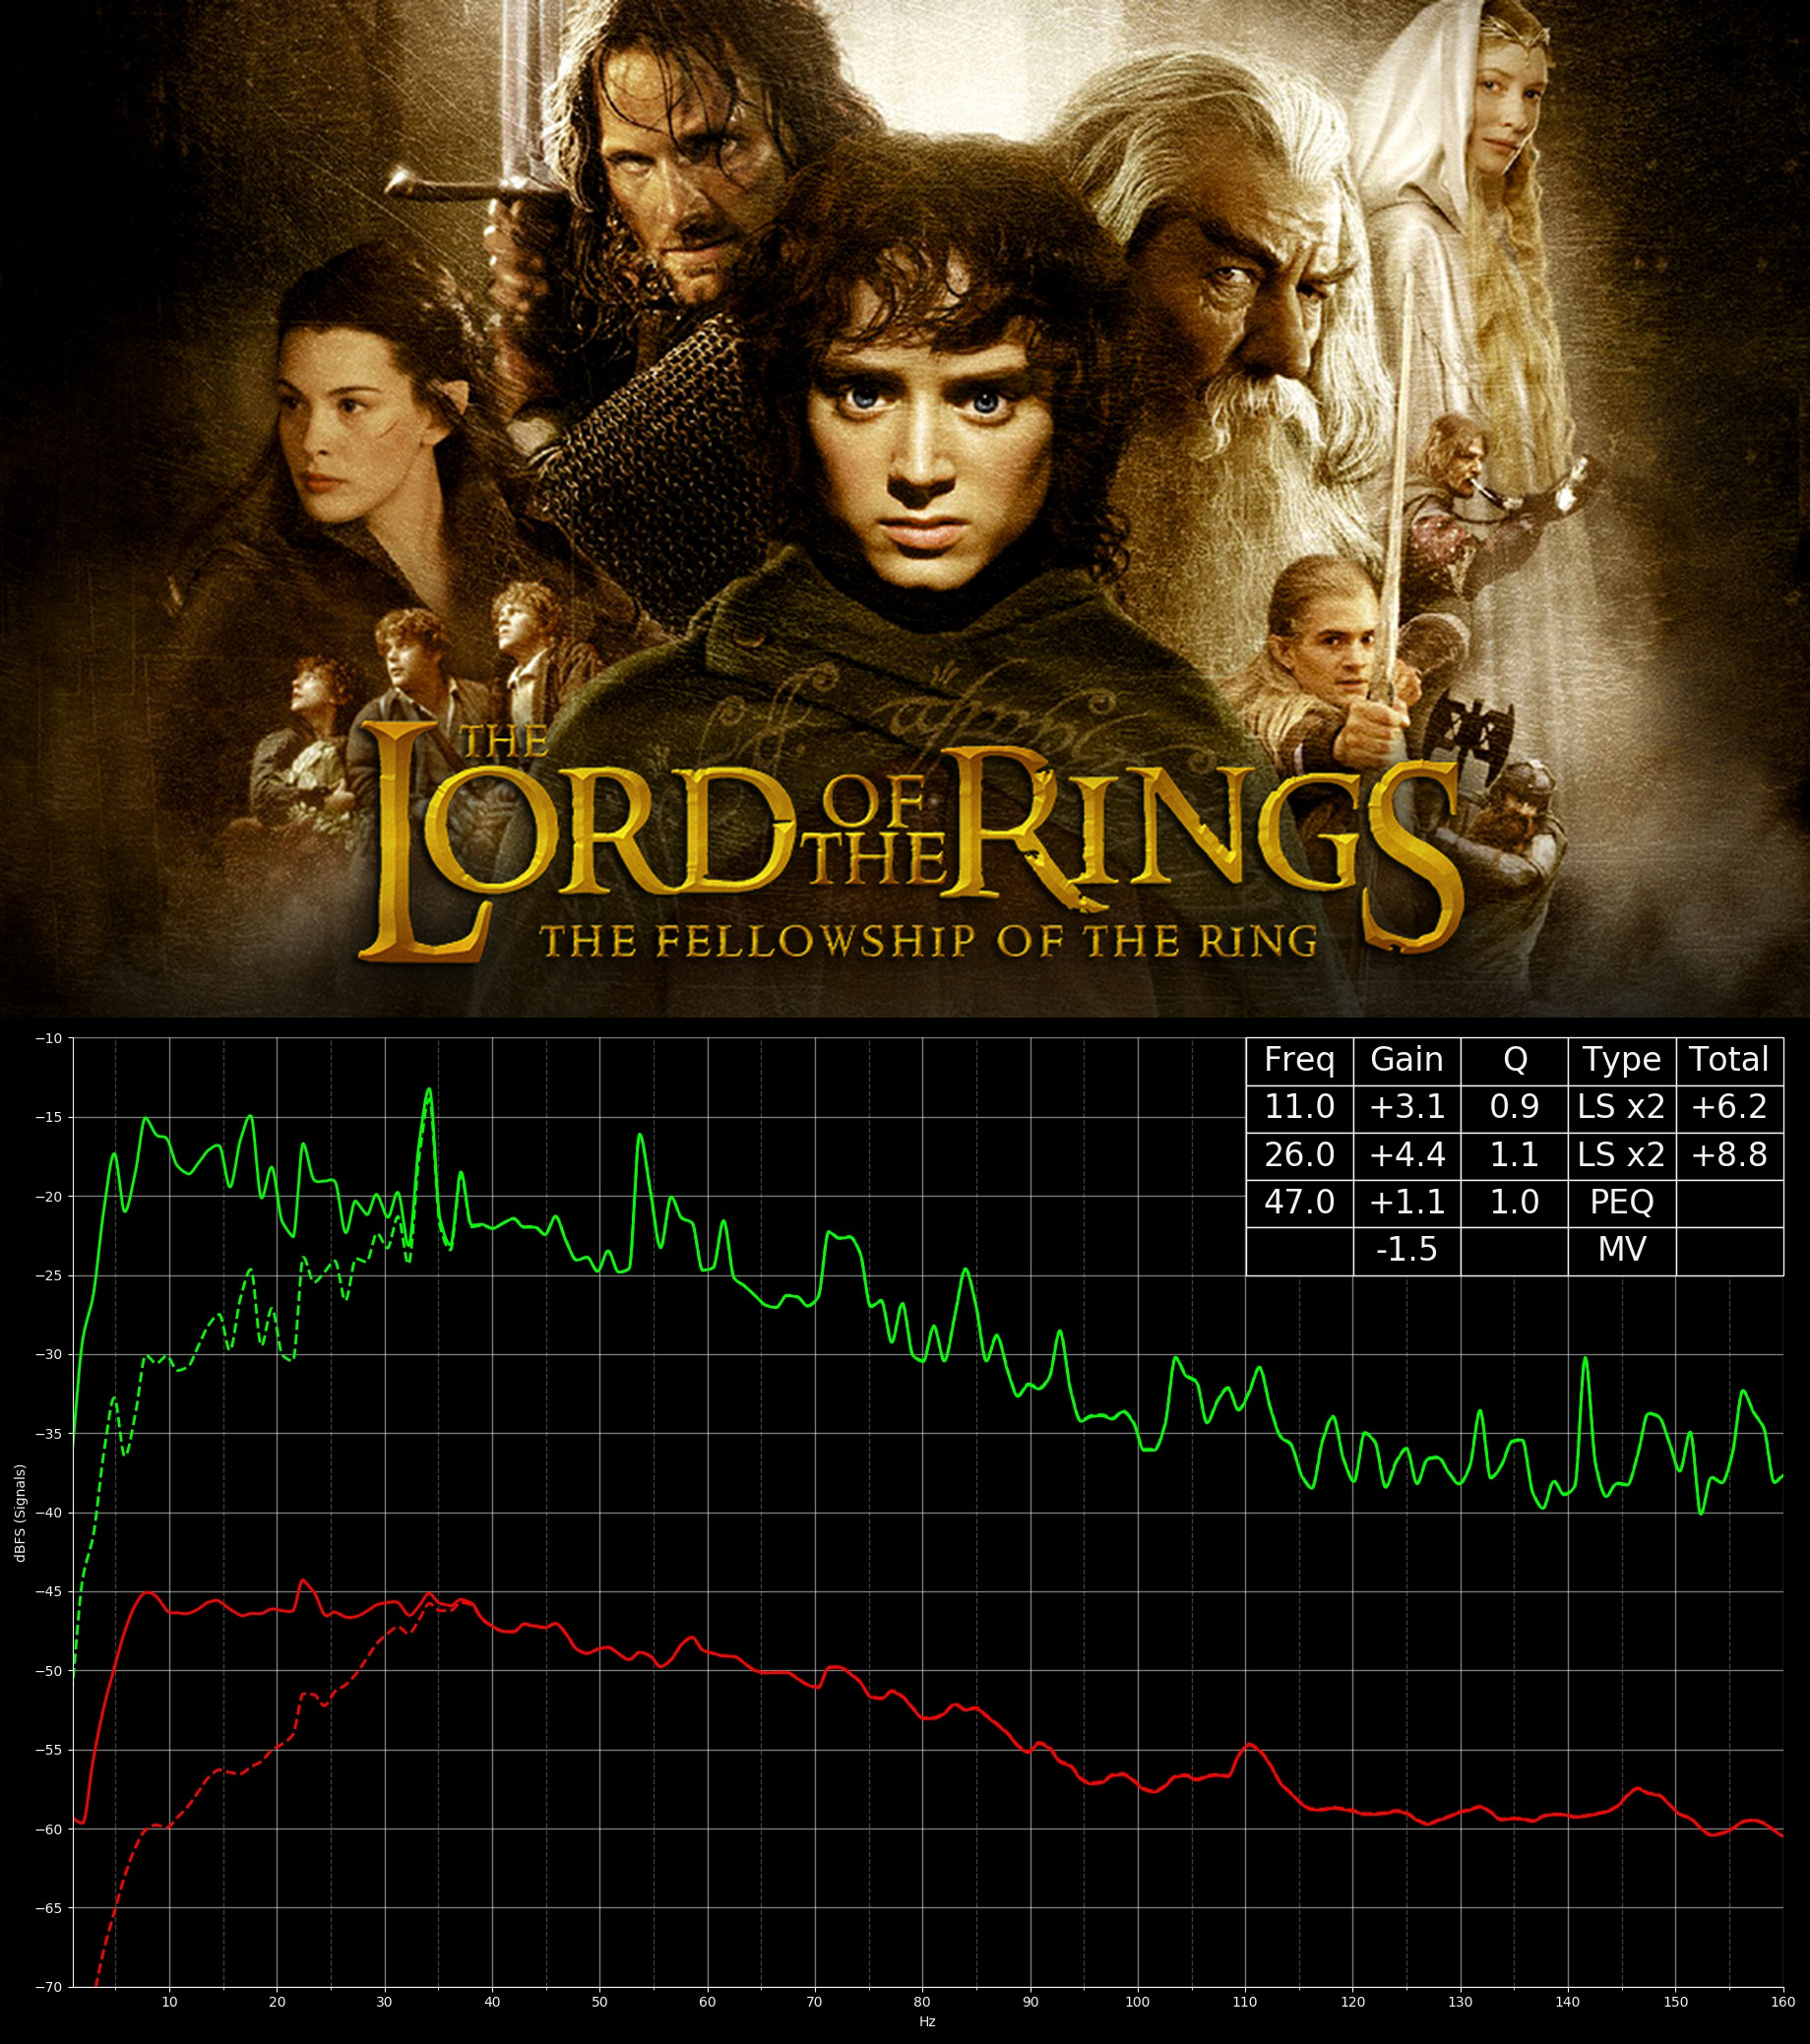 THE
LORD OF THE RINGS
THE FELLOWSHIP OF THE RING
Freq Gain Q Type Total
11.0 +3.1 0.9 LS x2 +6.2
26.0 +4.4 1.1 LS x2 +8.8
47.0 +1.1 1.0 PEQ
-1.5 MV
−10
−15
−20
−25
−30
−35
−40
−45
−50
−55
−60
−65
−70
dBFS (Signals)
10 20 30 40 50 60 70 80 90 100 110 120 130 140 150 160
Hz